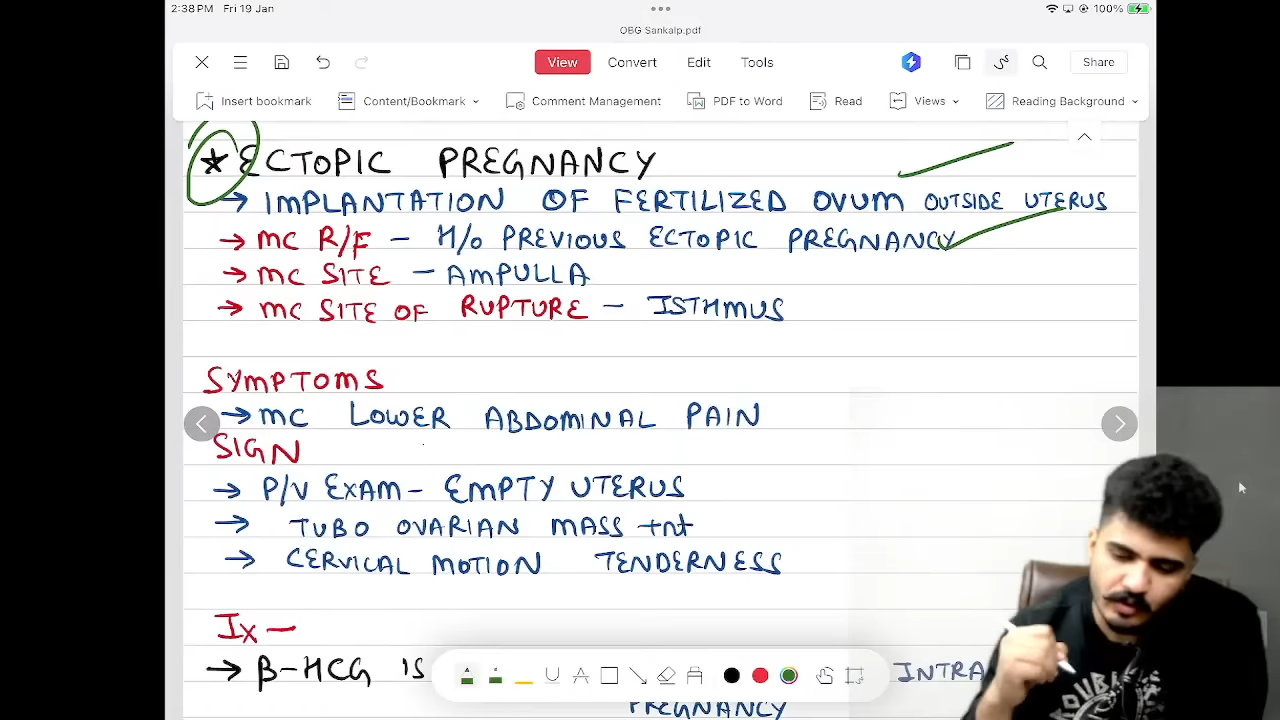 2:38 PM Fri 19 Jan
100%
OBG Sankalp.pdf
View Convert Edit Tools Share
Insert bookmark Content/Bookmark Comment Management PDF to Word Read Views Reading Background
★ ECTOPIC PREGNANCY
→ IMPLANTATION OF FERTILIZED OVUM OUTSIDE UTERUS
→ MC R/F – H/O PREVIOUS ECTOPIC PREGNANCY
→ MC SITE – AMPULLA
→ MC SITE OF RUPTURE – ISTHMUS
SYMPTOMS
→ MC LOWER ABDOMINAL PAIN
SIGN
→ P/V EXAM – EMPTY UTERUS
→ TUBO OVARIAN MASS +nt
→ CERVICAL MOTION TENDERNESS
Ix –
→ β-HCG IS INTRA
PREGNANCY